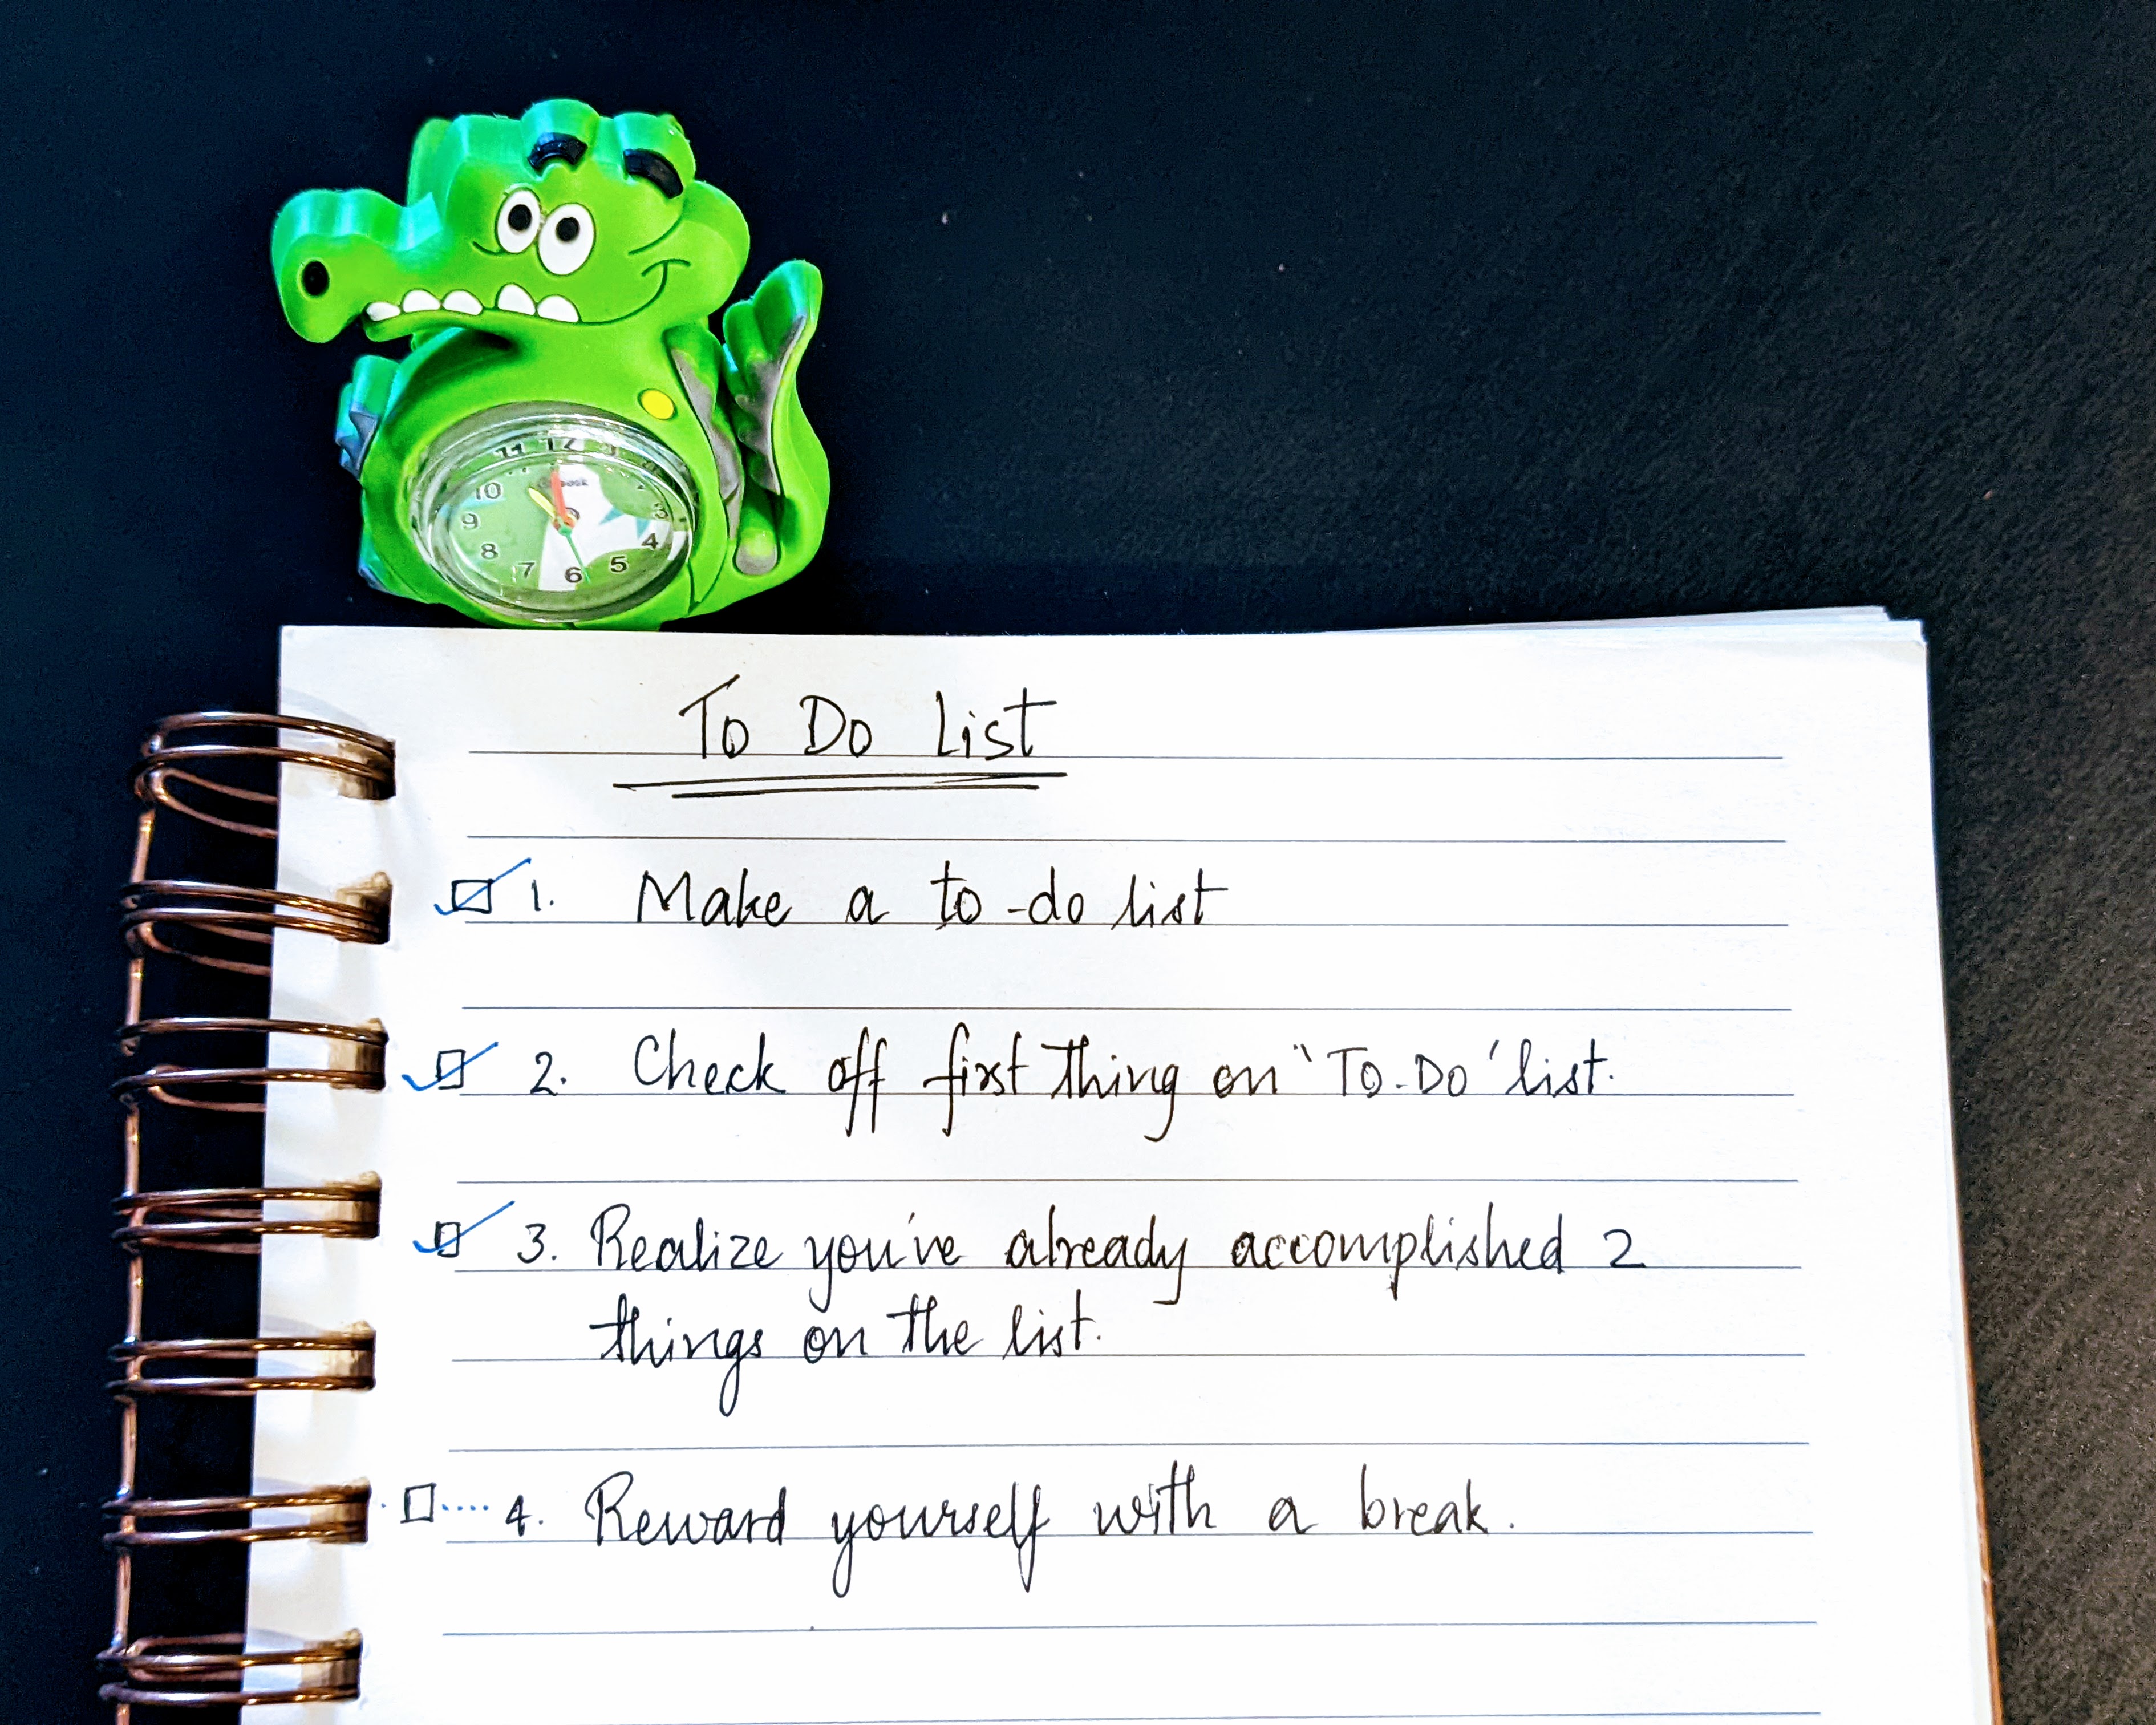 11 12 1
10
9 3
8 4
7 6 5
To Do List
1. Make a to-do list
2. Check off first thing on "To-Do' list.
3. Realize you've already accomplished 2
things on the list.
4. Reward yourself with a break.